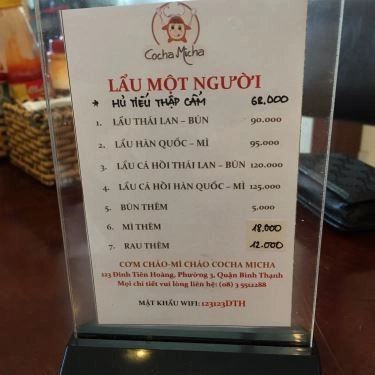 Cocha Micha
LẨU MỘT NGƯỜI
* HỦ TIẾU THẬP CẨM 68.000
1. LẨU THÁI LAN – BÚN 90.000
2. LẨU HÀN QUỐC – MÌ 95.000
3. LẨU CÁ HỒI THÁI LAN – BÚN 120.000
4. LẨU CÁ HỒI HÀN QUỐC – MÌ 125.000
5. BÚN THÊM 5.000
6. MÌ THÊM 18.000
7. RAU THÊM 12.000
CƠM CHẢO-MÌ CHẢO COCHA MICHA
123 Đinh Tiên Hoàng, Phường 3, Quận Bình Thạnh
Mọi chi tiết vui lòng liên hệ: (08) 3 5511288
MẬT KHẨU WIFI: 123123DTH